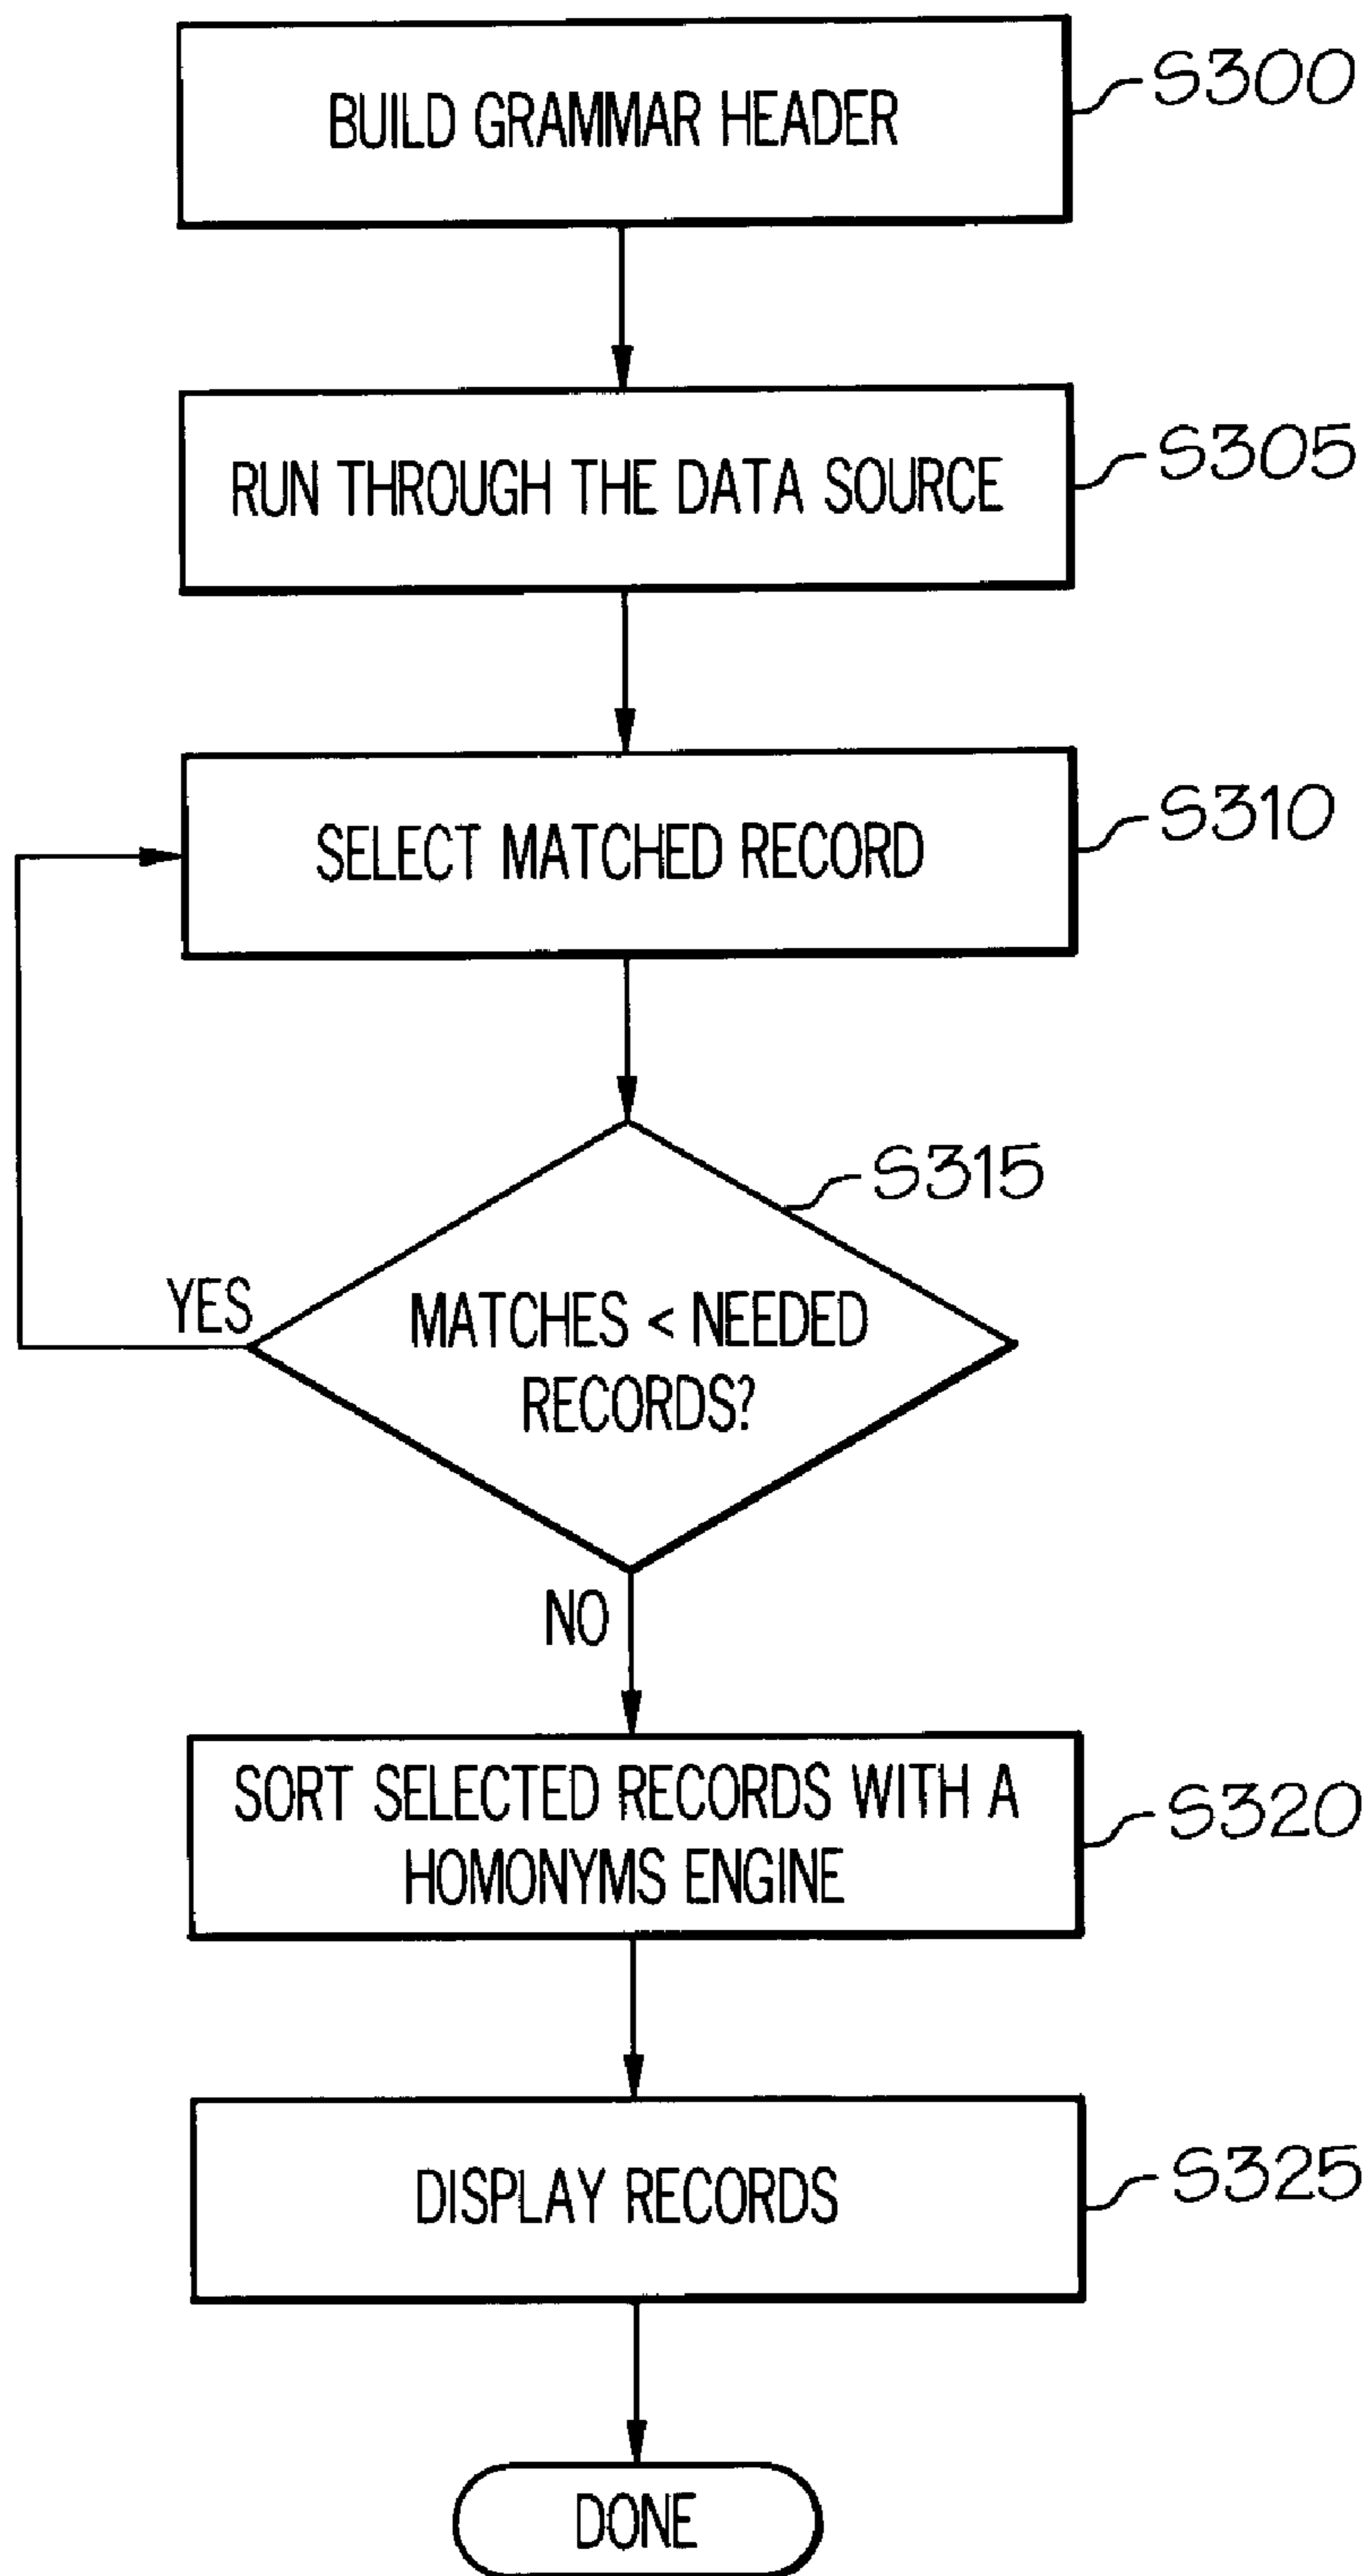 BUILD GRAMMAR HEADER
S300
RUN THROUGH THE DATA SOURCE
S305
SELECT MATCHED RECORD
S310
S315
YES
MATCHES < NEEDED
RECORDS?
NO
SORT SELECTED RECORDS WITH A
HOMONYMS ENGINE
S320
DISPLAY RECORDS
S325
DONE